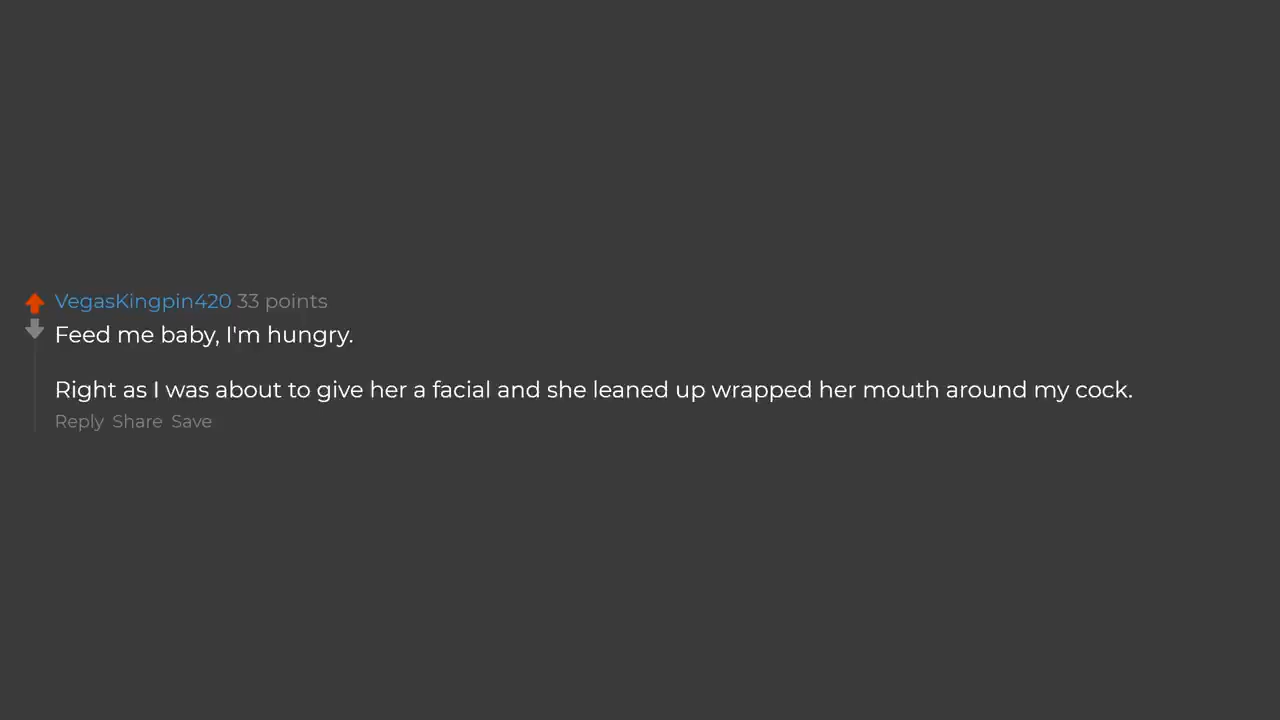 VegasKingpin420 33 points
Feed me baby, I'm hungry.
Right as I was about to give her a facial and she leaned up wrapped her mouth around my cock.
Reply Share Save